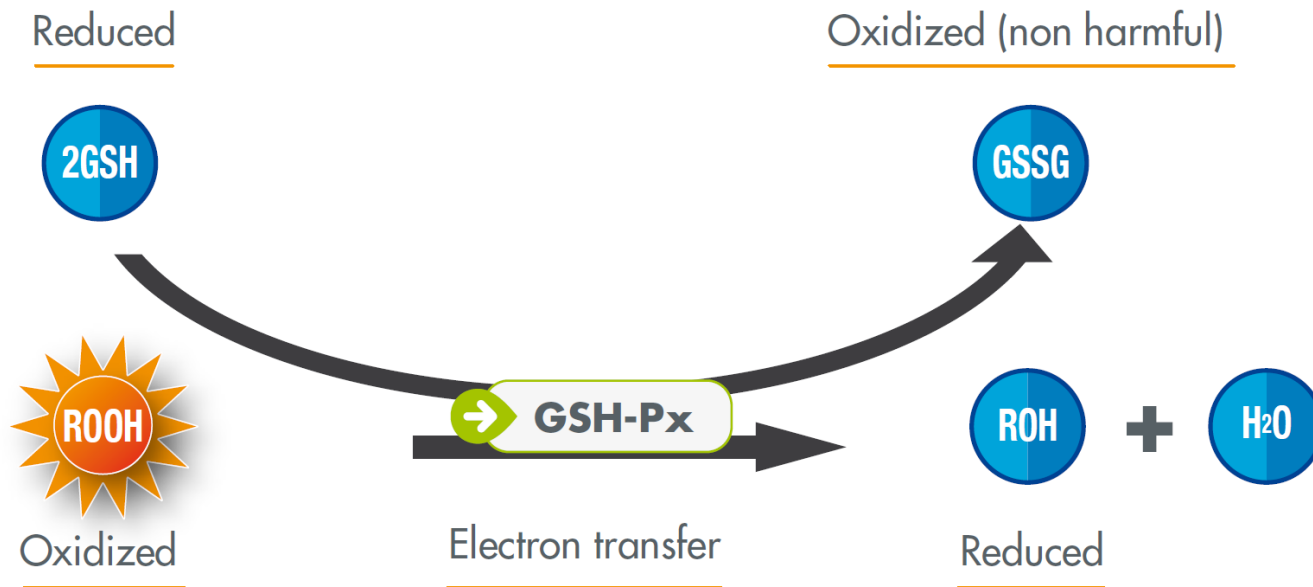 Reduced
Oxidized (non harmful)
2GSH
GSSG
ROOH
GSH-Px
ROH
+
H2O
Oxidized
Electron transfer
Reduced